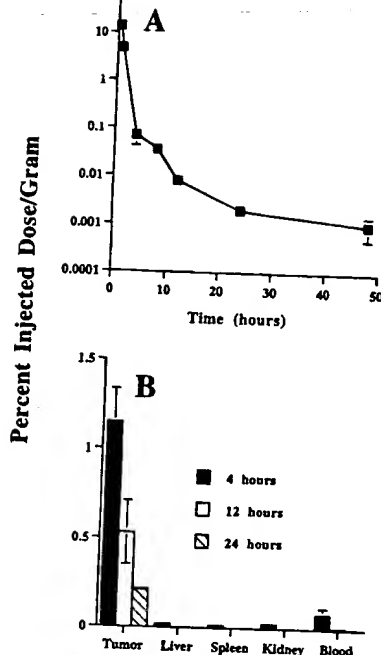 Percent Injected Dose/Gram
A
10
1
0.1
0.01
0.001
0.0001
0 10 20 30 40 50
Time (hours)
B
1.5
1
0.5
0
4 hours
12 hours
24 hours
Tumor Liver Spleen Kidney Blood